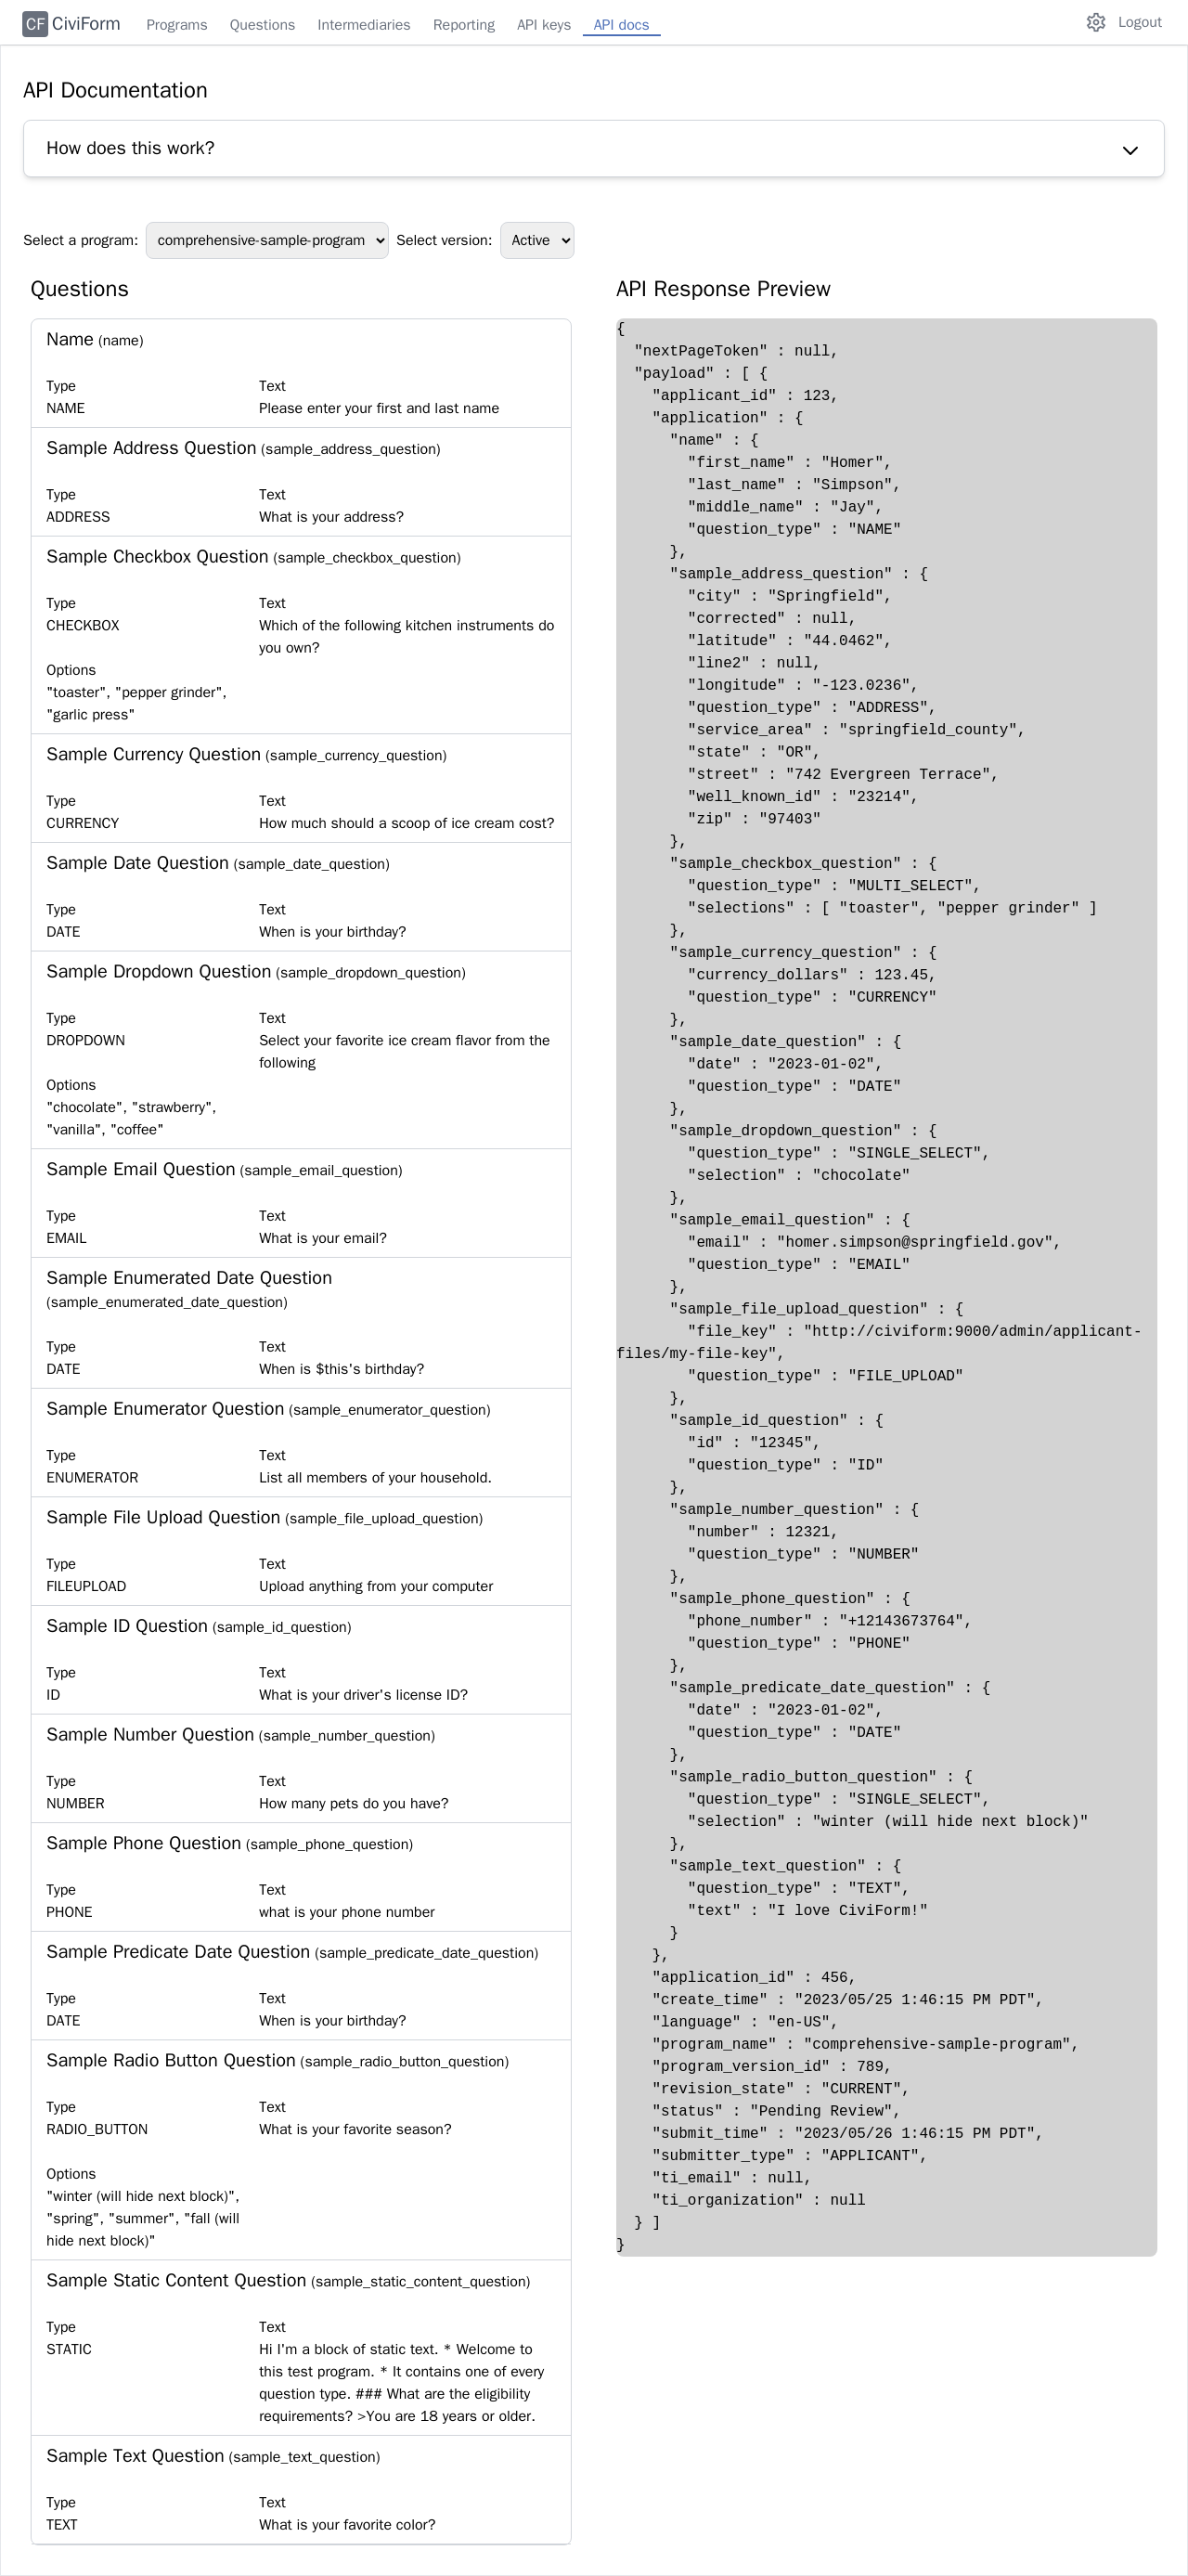 CF CiviForm Programs Questions Intermediaries Reporting API keys API docs Logout
API Documentation
How does this work?
Select a program: comprehensive-sample-program Select version: Active
Questions
Name (name)
Type Text
NAME Please enter your first and last name
Sample Address Question (sample_address_question)
Type Text
ADDRESS What is your address?
Sample Checkbox Question (sample_checkbox_question)
Type Text
CHECKBOX Which of the following kitchen instruments do
you own?
Options
"toaster", "pepper grinder",
"garlic press"
Sample Currency Question (sample_currency_question)
Type Text
CURRENCY How much should a scoop of ice cream cost?
Sample Date Question (sample_date_question)
Type Text
DATE When is your birthday?
Sample Dropdown Question (sample_dropdown_question)
Type Text
DROPDOWN Select your favorite ice cream flavor from the
following
Options
"chocolate", "strawberry",
"vanilla", "coffee"
Sample Email Question (sample_email_question)
Type Text
EMAIL What is your email?
Sample Enumerated Date Question
(sample_enumerated_date_question)
Type Text
DATE When is $this's birthday?
Sample Enumerator Question (sample_enumerator_question)
Type Text
ENUMERATOR List all members of your household.
Sample File Upload Question (sample_file_upload_question)
Type Text
FILEUPLOAD Upload anything from your computer
Sample ID Question (sample_id_question)
Type Text
ID What is your driver's license ID?
Sample Number Question (sample_number_question)
Type Text
NUMBER How many pets do you have?
Sample Phone Question (sample_phone_question)
Type Text
PHONE what is your phone number
Sample Predicate Date Question (sample_predicate_date_question)
Type Text
DATE When is your birthday?
Sample Radio Button Question (sample_radio_button_question)
Type Text
RADIO_BUTTON What is your favorite season?
Options
"winter (will hide next block)",
"spring", "summer", "fall (will
hide next block)"
Sample Static Content Question (sample_static_content_question)
Type Text
STATIC Hi I'm a block of static text. * Welcome to
this test program. * It contains one of every
question type. ### What are the eligibility
requirements? >You are 18 years or older.
Sample Text Question (sample_text_question)
Type Text
TEXT What is your favorite color?
API Response Preview
{
  "nextPageToken" : null,
  "payload" : [ {
    "applicant_id" : 123,
    "application" : {
      "name" : {
        "first_name" : "Homer",
        "last_name" : "Simpson",
        "middle_name" : "Jay",
        "question_type" : "NAME"
      },
      "sample_address_question" : {
        "city" : "Springfield",
        "corrected" : null,
        "latitude" : "44.0462",
        "line2" : null,
        "longitude" : "-123.0236",
        "question_type" : "ADDRESS",
        "service_area" : "springfield_county",
        "state" : "OR",
        "street" : "742 Evergreen Terrace",
        "well_known_id" : "23214",
        "zip" : "97403"
      },
      "sample_checkbox_question" : {
        "question_type" : "MULTI_SELECT",
        "selections" : [ "toaster", "pepper grinder" ]
      },
      "sample_currency_question" : {
        "currency_dollars" : 123.45,
        "question_type" : "CURRENCY"
      },
      "sample_date_question" : {
        "date" : "2023-01-02",
        "question_type" : "DATE"
      },
      "sample_dropdown_question" : {
        "question_type" : "SINGLE_SELECT",
        "selection" : "chocolate"
      },
      "sample_email_question" : {
        "email" : "homer.simpson@springfield.gov",
        "question_type" : "EMAIL"
      },
      "sample_file_upload_question" : {
        "file_key" : "http://civiform:9000/admin/applicant-
files/my-file-key",
        "question_type" : "FILE_UPLOAD"
      },
      "sample_id_question" : {
        "id" : "12345",
        "question_type" : "ID"
      },
      "sample_number_question" : {
        "number" : 12321,
        "question_type" : "NUMBER"
      },
      "sample_phone_question" : {
        "phone_number" : "+12143673764",
        "question_type" : "PHONE"
      },
      "sample_predicate_date_question" : {
        "date" : "2023-01-02",
        "question_type" : "DATE"
      },
      "sample_radio_button_question" : {
        "question_type" : "SINGLE_SELECT",
        "selection" : "winter (will hide next block)"
      },
      "sample_text_question" : {
        "question_type" : "TEXT",
        "text" : "I love CiviForm!"
      }
    },
    "application_id" : 456,
    "create_time" : "2023/05/25 1:46:15 PM PDT",
    "language" : "en-US",
    "program_name" : "comprehensive-sample-program",
    "program_version_id" : 789,
    "revision_state" : "CURRENT",
    "status" : "Pending Review",
    "submit_time" : "2023/05/26 1:46:15 PM PDT",
    "submitter_type" : "APPLICANT",
    "ti_email" : null,
    "ti_organization" : null
  } ]
}